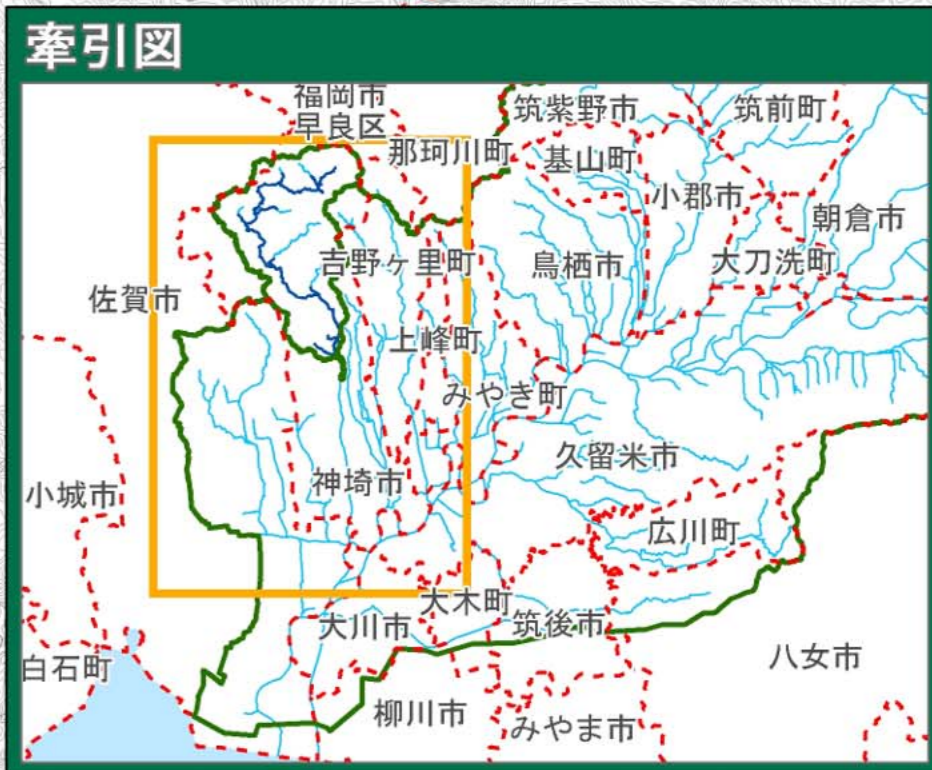 牽引図
福岡市
早良区
筑紫野市
筑前町
那珂川町
基山町
小郡市
朝倉市
吉野ヶ里町
鳥栖市
大刀洗町
佐賀市
上峰町
みやき町
久留米市
小城市
神埼市
広川町
大木町
大川市
筑後市
白石町
八女市
柳川市
みやま市